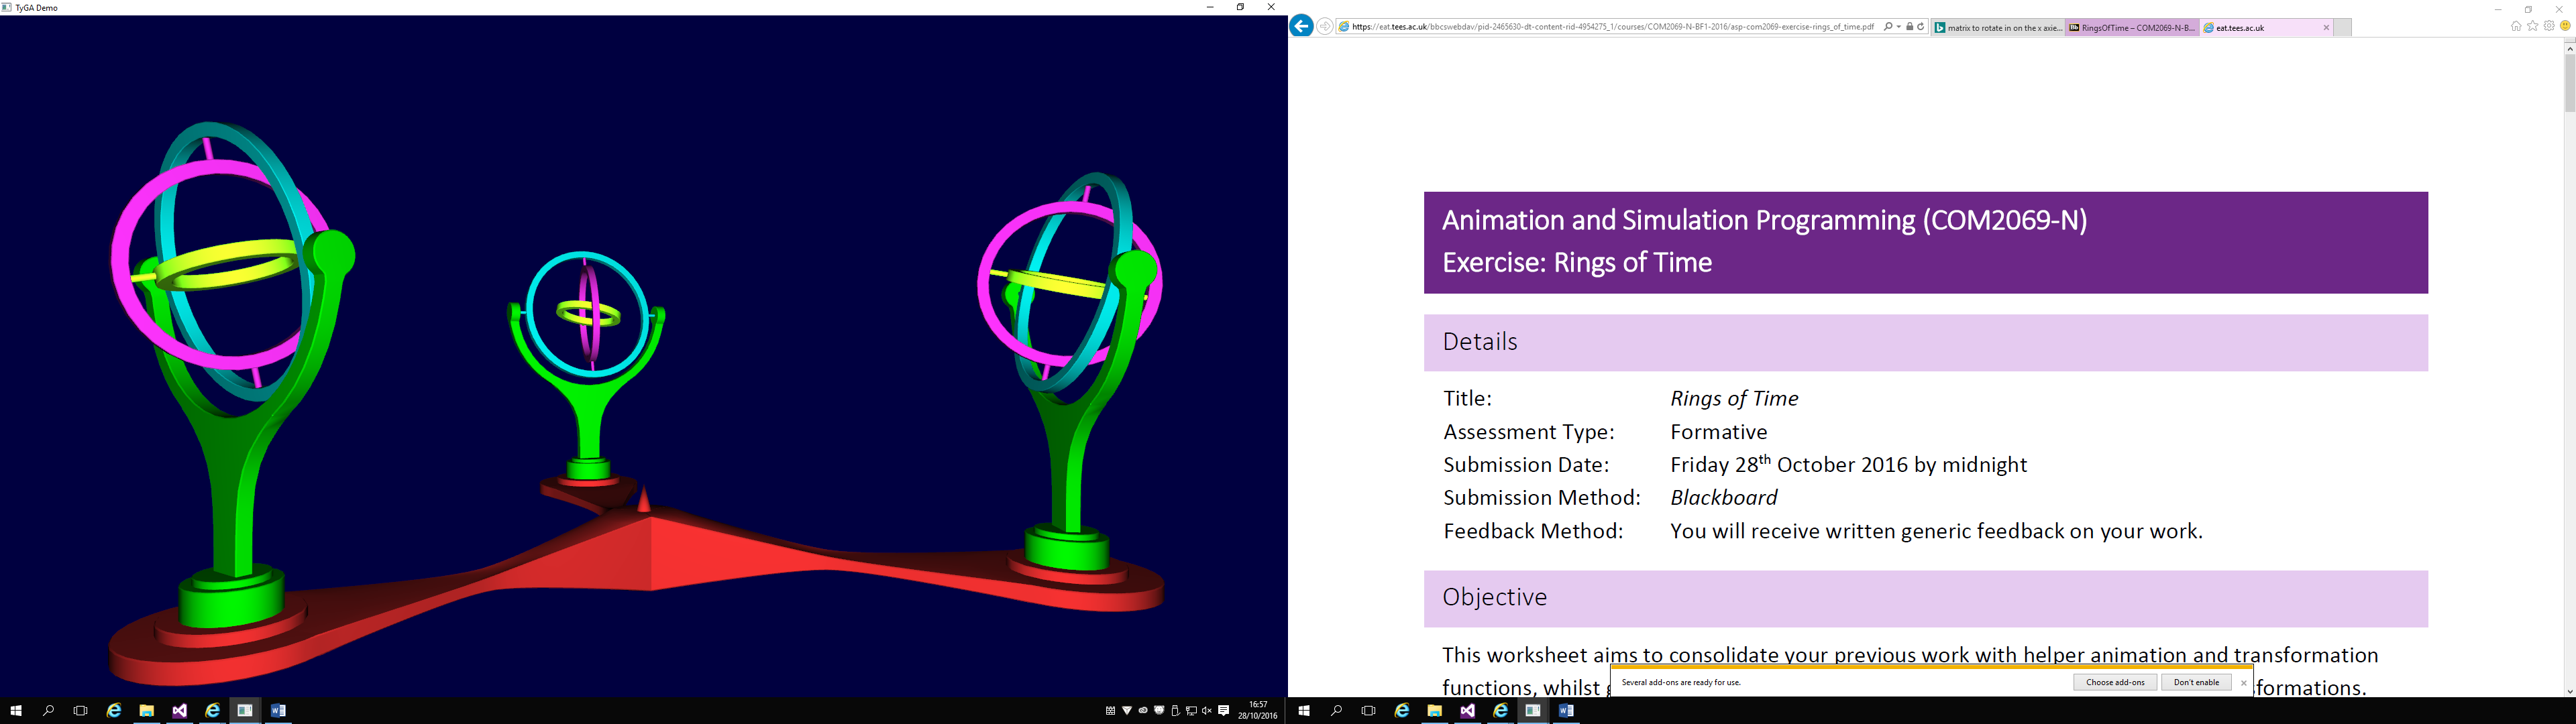 TyGA Demo
https://eat.tees.ac.uk/bbcswebdav/pid-2465630-dt-content-rid-4954275_1/courses/COM2069-N-BF1-2016/asp-com2069-exercise-rings_of_time.pdf
matrix to rotate in on the x axie...
RingsOfTime – COM2069-N-B...
eat.tees.ac.uk
Animation and Simulation Programming (COM2069-N)
Exercise: Rings of Time
Details
Title: Rings of Time
Assessment Type: Formative
Submission Date: Friday 28th October 2016 by midnight
Submission Method: Blackboard
Feedback Method: You will receive written generic feedback on your work.
Objective
This worksheet aims to consolidate your previous work with helper animation and transformation
functions, whilst
Several add-ons are ready for use.
Choose add-ons
Don't enable
16:57
28/10/2016